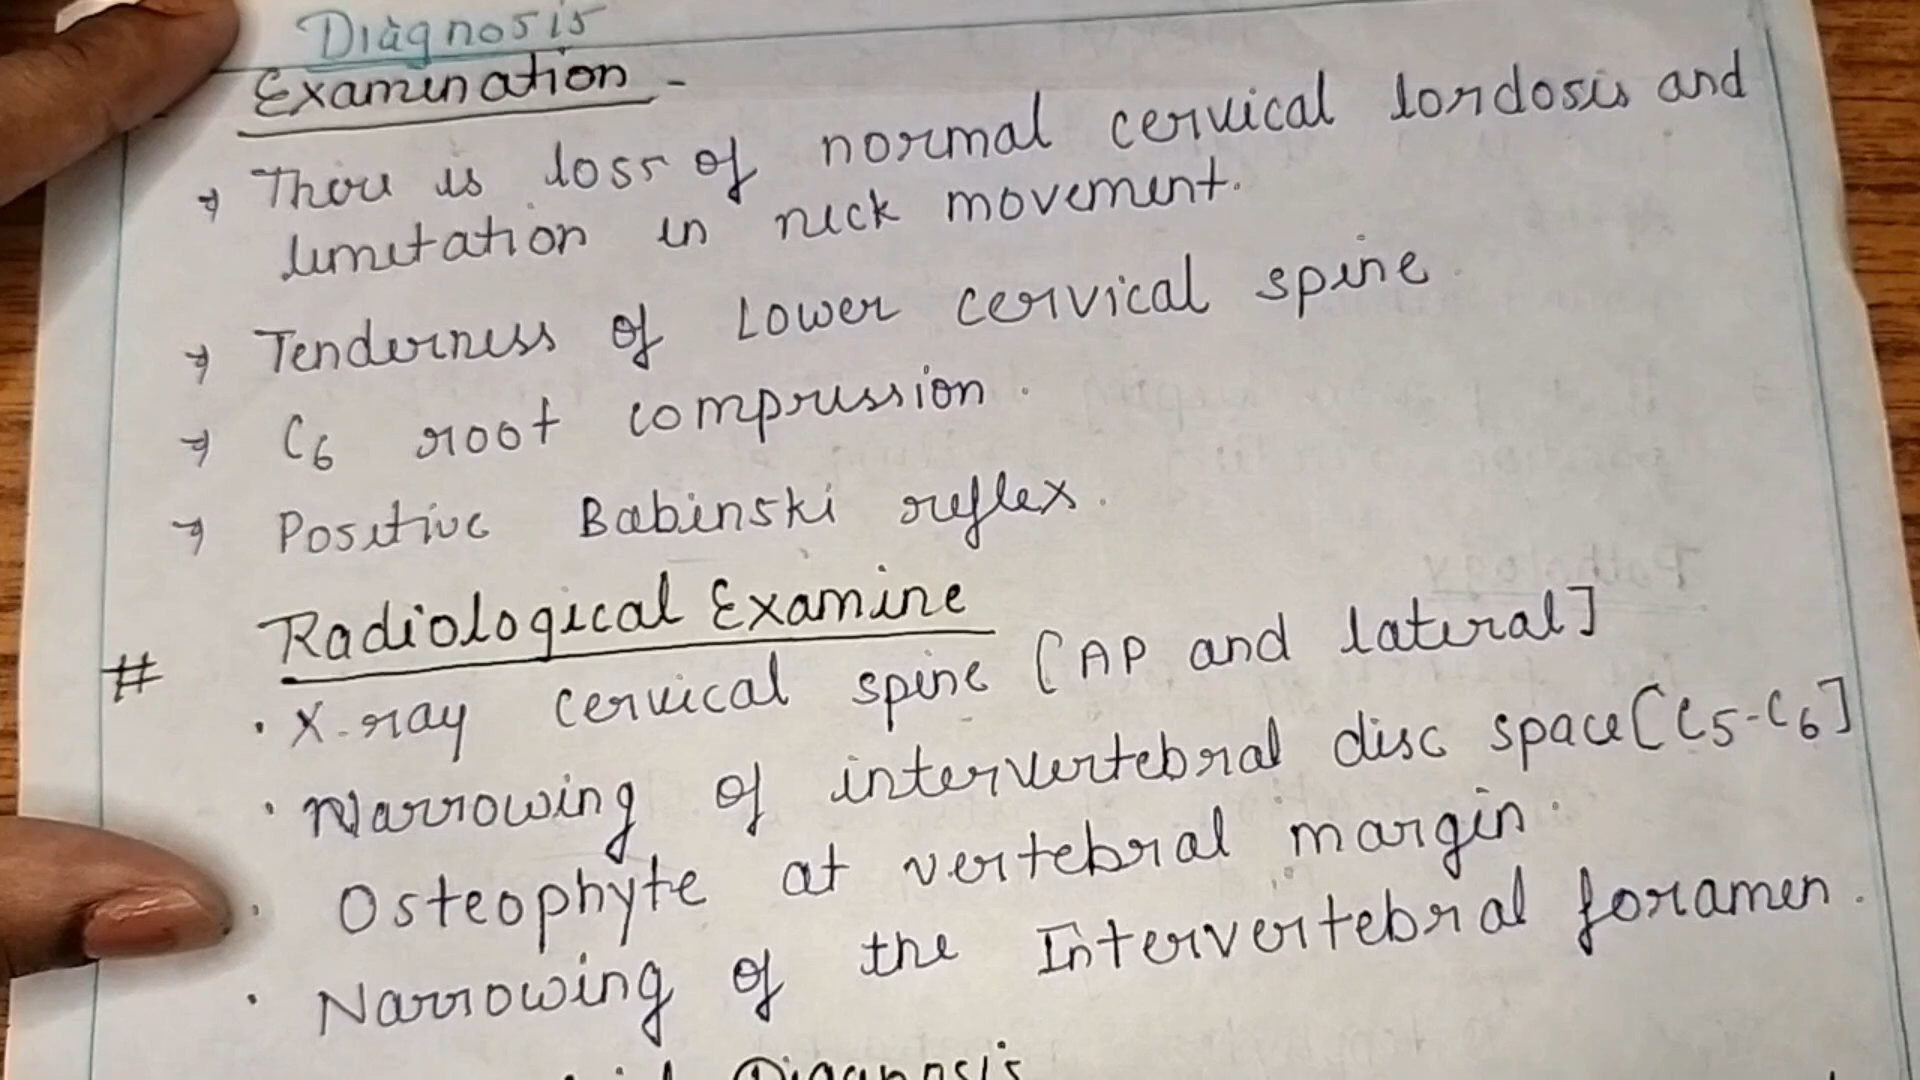 Diagnosis
Examination -
→ There is loss of normal cervical lordosis and
limitation in neck movement.
→ Tenderness of Lower cervical spine
→ C6 root compression.
→ Positive Babinski reflex.
# Radiological Examine
· X-ray cervical spine [AP and lateral]
· Narrowing of intervertebral disc space [C5-C6]
· Osteophyte at vertebral margin.
· Narrowing of the Intervertebral foramen.
Diagnosis